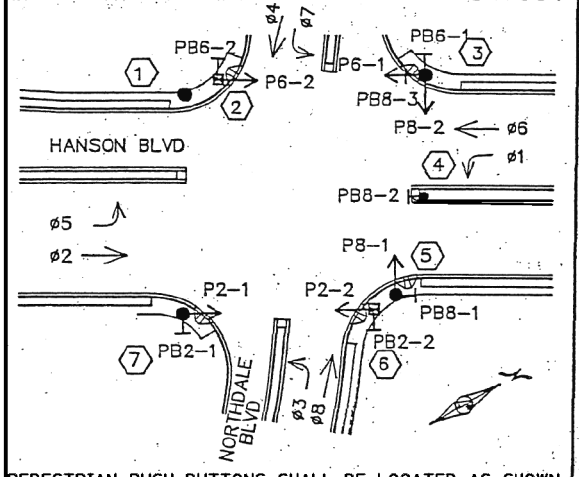 ø4
ø7
PB6-2
PB6-1
1
3
P6-2
P6-1
2
PB8-3
P8-2
ø6
HANSON BLVD
4
ø1
PB8-2
ø5
P8-1
5
ø2
P2-1
P2-2
PB8-1
PB2-1
PB2-2
7
6
NORTHDALE
BLVD
ø3
ø8
PEDESTRIAN PUSH BUTTONS SHALL BE LOCATED AS SHOWN